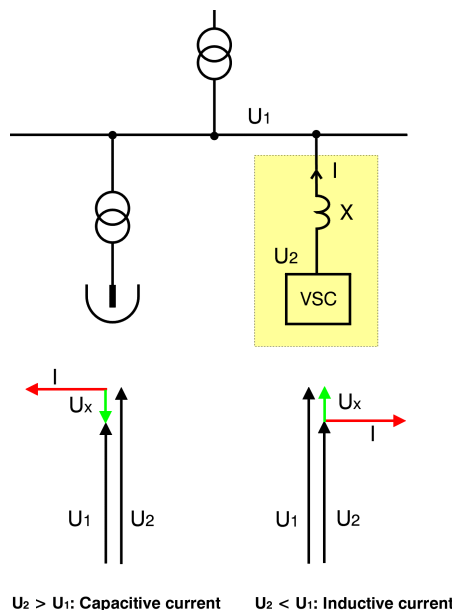 U1
I
X
U2
VSC
I
Ux
U1
U2
Ux
I
U1
U2
U2 > U1: Capacitive current
U2 < U1: Inductive current